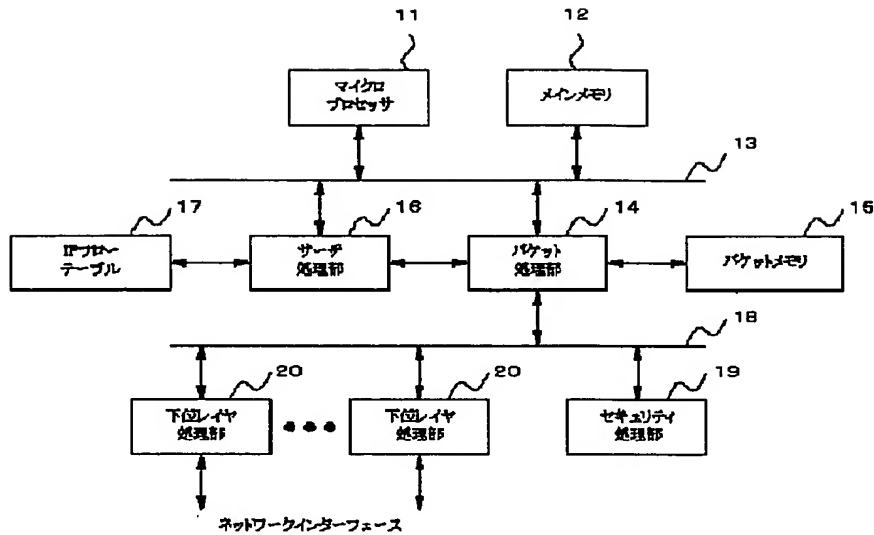 11
12
マイクロ
プロセッサ
メインメモリ
13
17
16
14
15
IPフロー
テーブル
サーチ
処理部
パケット
処理部
パケットメモリ
18
20
20
19
下位レイヤ
処理部
下位レイヤ
処理部
セキュリティ
処理部
ネットワークインターフェース